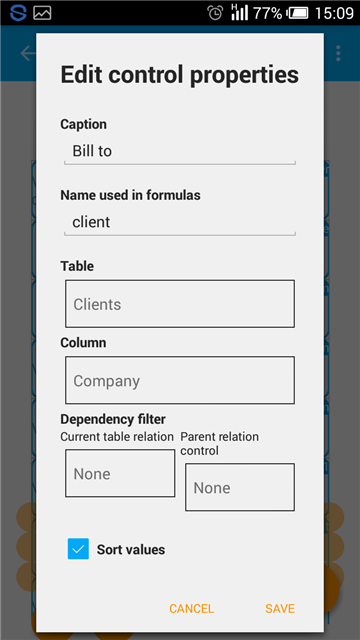 H 77% 15:09
Edit control properties
Caption
Bill to
Name used in formulas
client
Table
Clients
Column
Company
Dependency filter
Current table relation Parent relation
control
None
None
Sort values
CANCEL SAVE